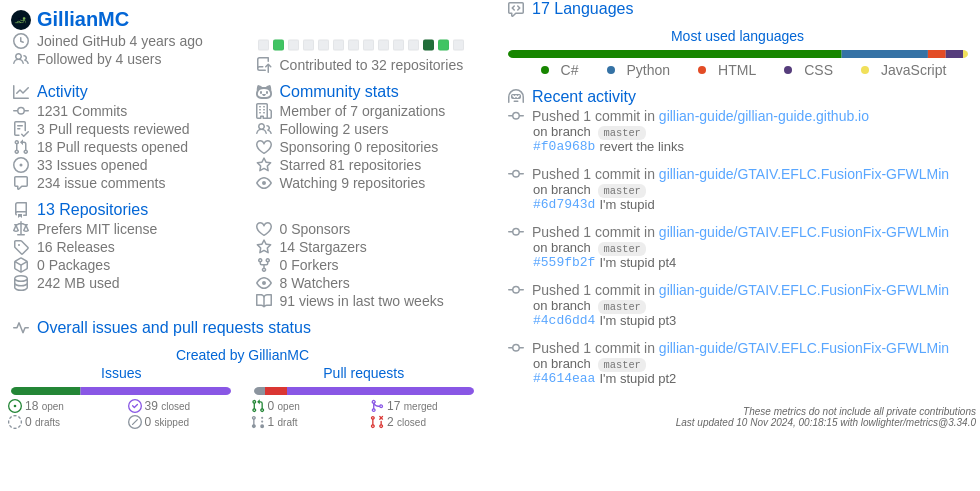 GillianMC
Joined GitHub 4 years ago
Followed by 4 users
Contributed to 32 repositories
Activity
1231 Commits
3 Pull requests reviewed
18 Pull requests opened
33 Issues opened
234 issue comments
Community stats
Member of 7 organizations
Following 2 users
Sponsoring 0 repositories
Starred 81 repositories
Watching 9 repositories
13 Repositories
Prefers MIT license
16 Releases
0 Packages
242 MB used
0 Sponsors
14 Stargazers
0 Forkers
8 Watchers
91 views in last two weeks
Overall issues and pull requests status
Created by GillianMC
Issues
18 open
39 closed
0 drafts
0 skipped
Pull requests
0 open
17 merged
1 draft
2 closed
17 Languages
Most used languages
C# Python HTML CSS JavaScript
Recent activity
Pushed 1 commit in gillian-guide/gillian-guide.github.io
on branch master
#f0a968b revert the links
Pushed 1 commit in gillian-guide/GTAIV.EFLC.FusionFix-GFWLMin
on branch master
#6d7943d I'm stupid
Pushed 1 commit in gillian-guide/GTAIV.EFLC.FusionFix-GFWLMin
on branch master
#559fb2f I'm stupid pt4
Pushed 1 commit in gillian-guide/GTAIV.EFLC.FusionFix-GFWLMin
on branch master
#4cd6dd4 I'm stupid pt3
Pushed 1 commit in gillian-guide/GTAIV.EFLC.FusionFix-GFWLMin
on branch master
#4614eaa I'm stupid pt2
These metrics do not include all private contributions
Last updated 10 Nov 2024, 00:18:15 with lowlighter/metrics@3.34.0